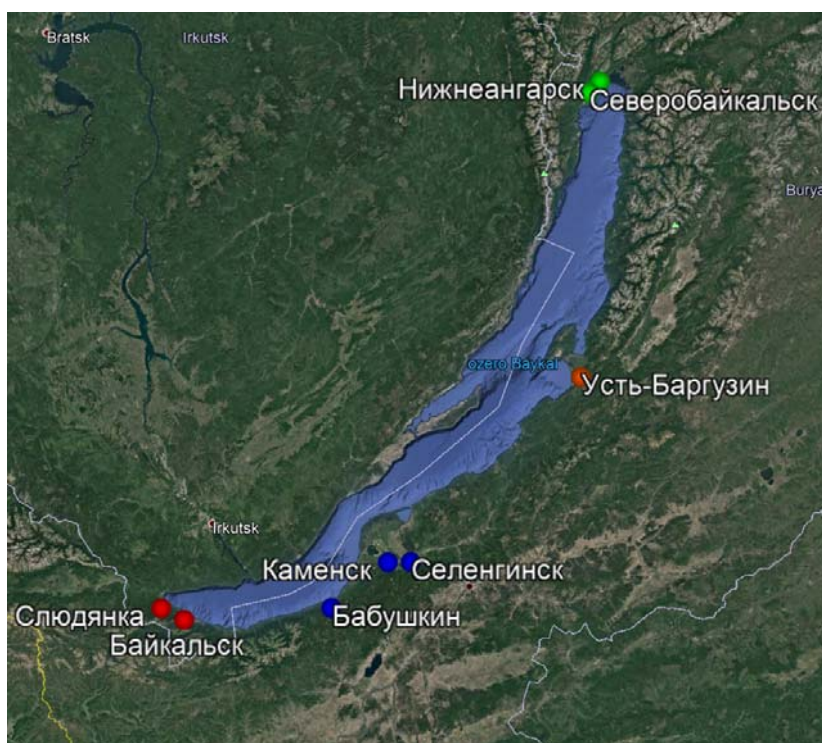 Bratsk
Irkutsk
Нижнеангарск
Северобайкальск
Burya
ozero Baykal
Усть-Баргузин
Irkutsk
Каменск
Селенгинск
Слюдянка
Бабушкин
Байкальск